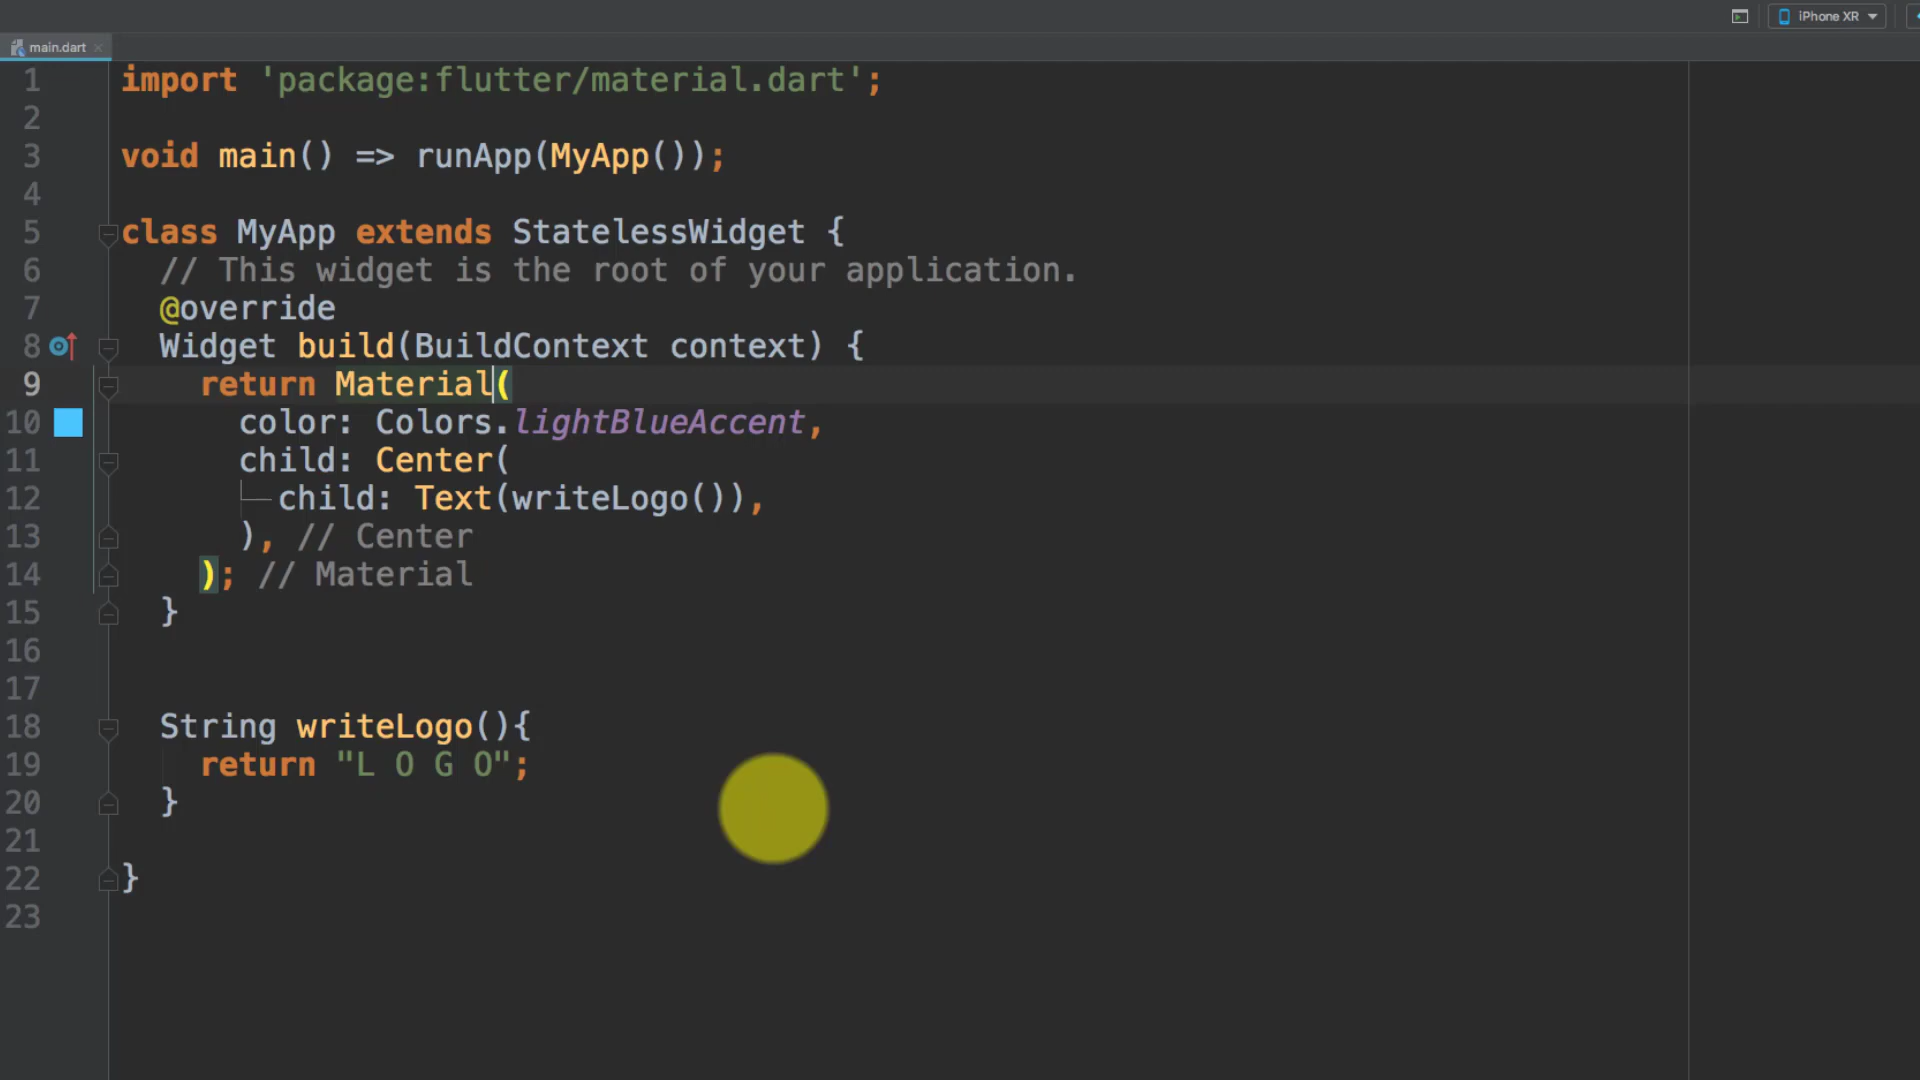 iPhone XR
main.dart
1 import 'package:flutter/material.dart';
2
3 void main() => runApp(MyApp());
4
5 class MyApp extends StatelessWidget {
6 // This widget is the root of your application.
7 @override
8 Widget build(BuildContext context) {
9 return Material(
10 color: Colors.lightBlueAccent,
11 child: Center(
12 child: Text(writeLogo()),
13 ), // Center
14 ); // Material
15 }
16
17
18 String writeLogo(){
19 return "L O G O";
20 }
21
22 }
23